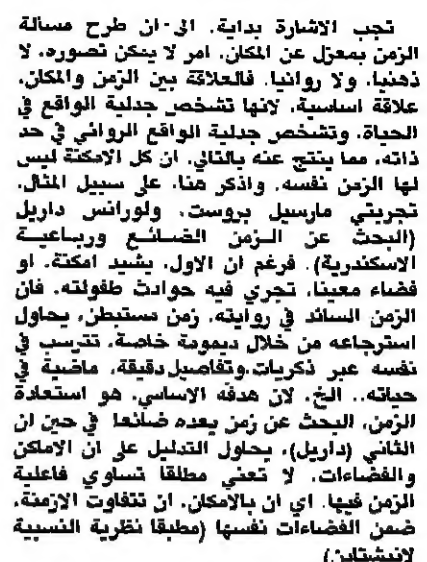 تجب الاشارة بداية. الى ان طرح مسألة
الزمن بمعزل عن المكان. امر لا يمكن تصوره. لا
ذهنيا. ولا روائيا. فالعلاقة بين الزمن والمكان.
علاقة اساسية. لانها تشخص جدلية الواقع في
الحياة. وتشخص جدلية الواقع الروائي في حد
ذاته. مما ينتج عنه بالتالي. ان كل الامكنة ليس
لها الزمن نفسه. واذكر هنا. على سبيل المثال.
تجربتي مارسيل بروست. ولورانس داريل
(البحث عن الزمن الضائع ورباعية
الاسكندرية). فرغم ان الاول. يشيد امكنة. او
فضاء معينا. تجري فيه حوادث طفولته. فان
الزمن السائد في روايته. زمن مستبطن. يحاول
استرجاعه من خلال ديمومة خاصة. تترسب في
نفسه عبر ذكريات. وتفاصيل دقيقة. ماضية في
حياته.. الخ. لان هدفه الاساسي. هو استعادة
الزمن. البحث عن زمن يعده ضائعا في حين ان
الثاني (داريل). يحاول التدليل على ان الاماكن
والفضاءات. لا تعني مطلقا تساوي فاعلية
الزمن فيها. اي ان بالامكان. ان تتفاوت الازمنة.
ضمن الفضاءات نفسها (مطبقا نظرية النسبية
لانيشتاين)